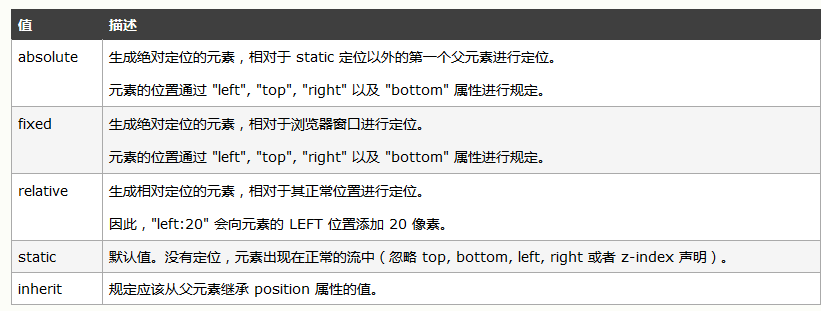 值 描述
absolute 生成绝对定位的元素，相对于 static 定位以外的第一个父元素进行定位。
元素的位置通过 "left", "top", "right" 以及 "bottom" 属性进行规定。
fixed 生成绝对定位的元素，相对于浏览器窗口进行定位。
元素的位置通过 "left", "top", "right" 以及 "bottom" 属性进行规定。
relative 生成相对定位的元素，相对于其正常位置进行定位。
因此，"left:20" 会向元素的 LEFT 位置添加 20 像素。
static 默认值。没有定位，元素出现在正常的流中（忽略 top, bottom, left, right 或者 z-index 声明）。
inherit 规定应该从父元素继承 position 属性的值。